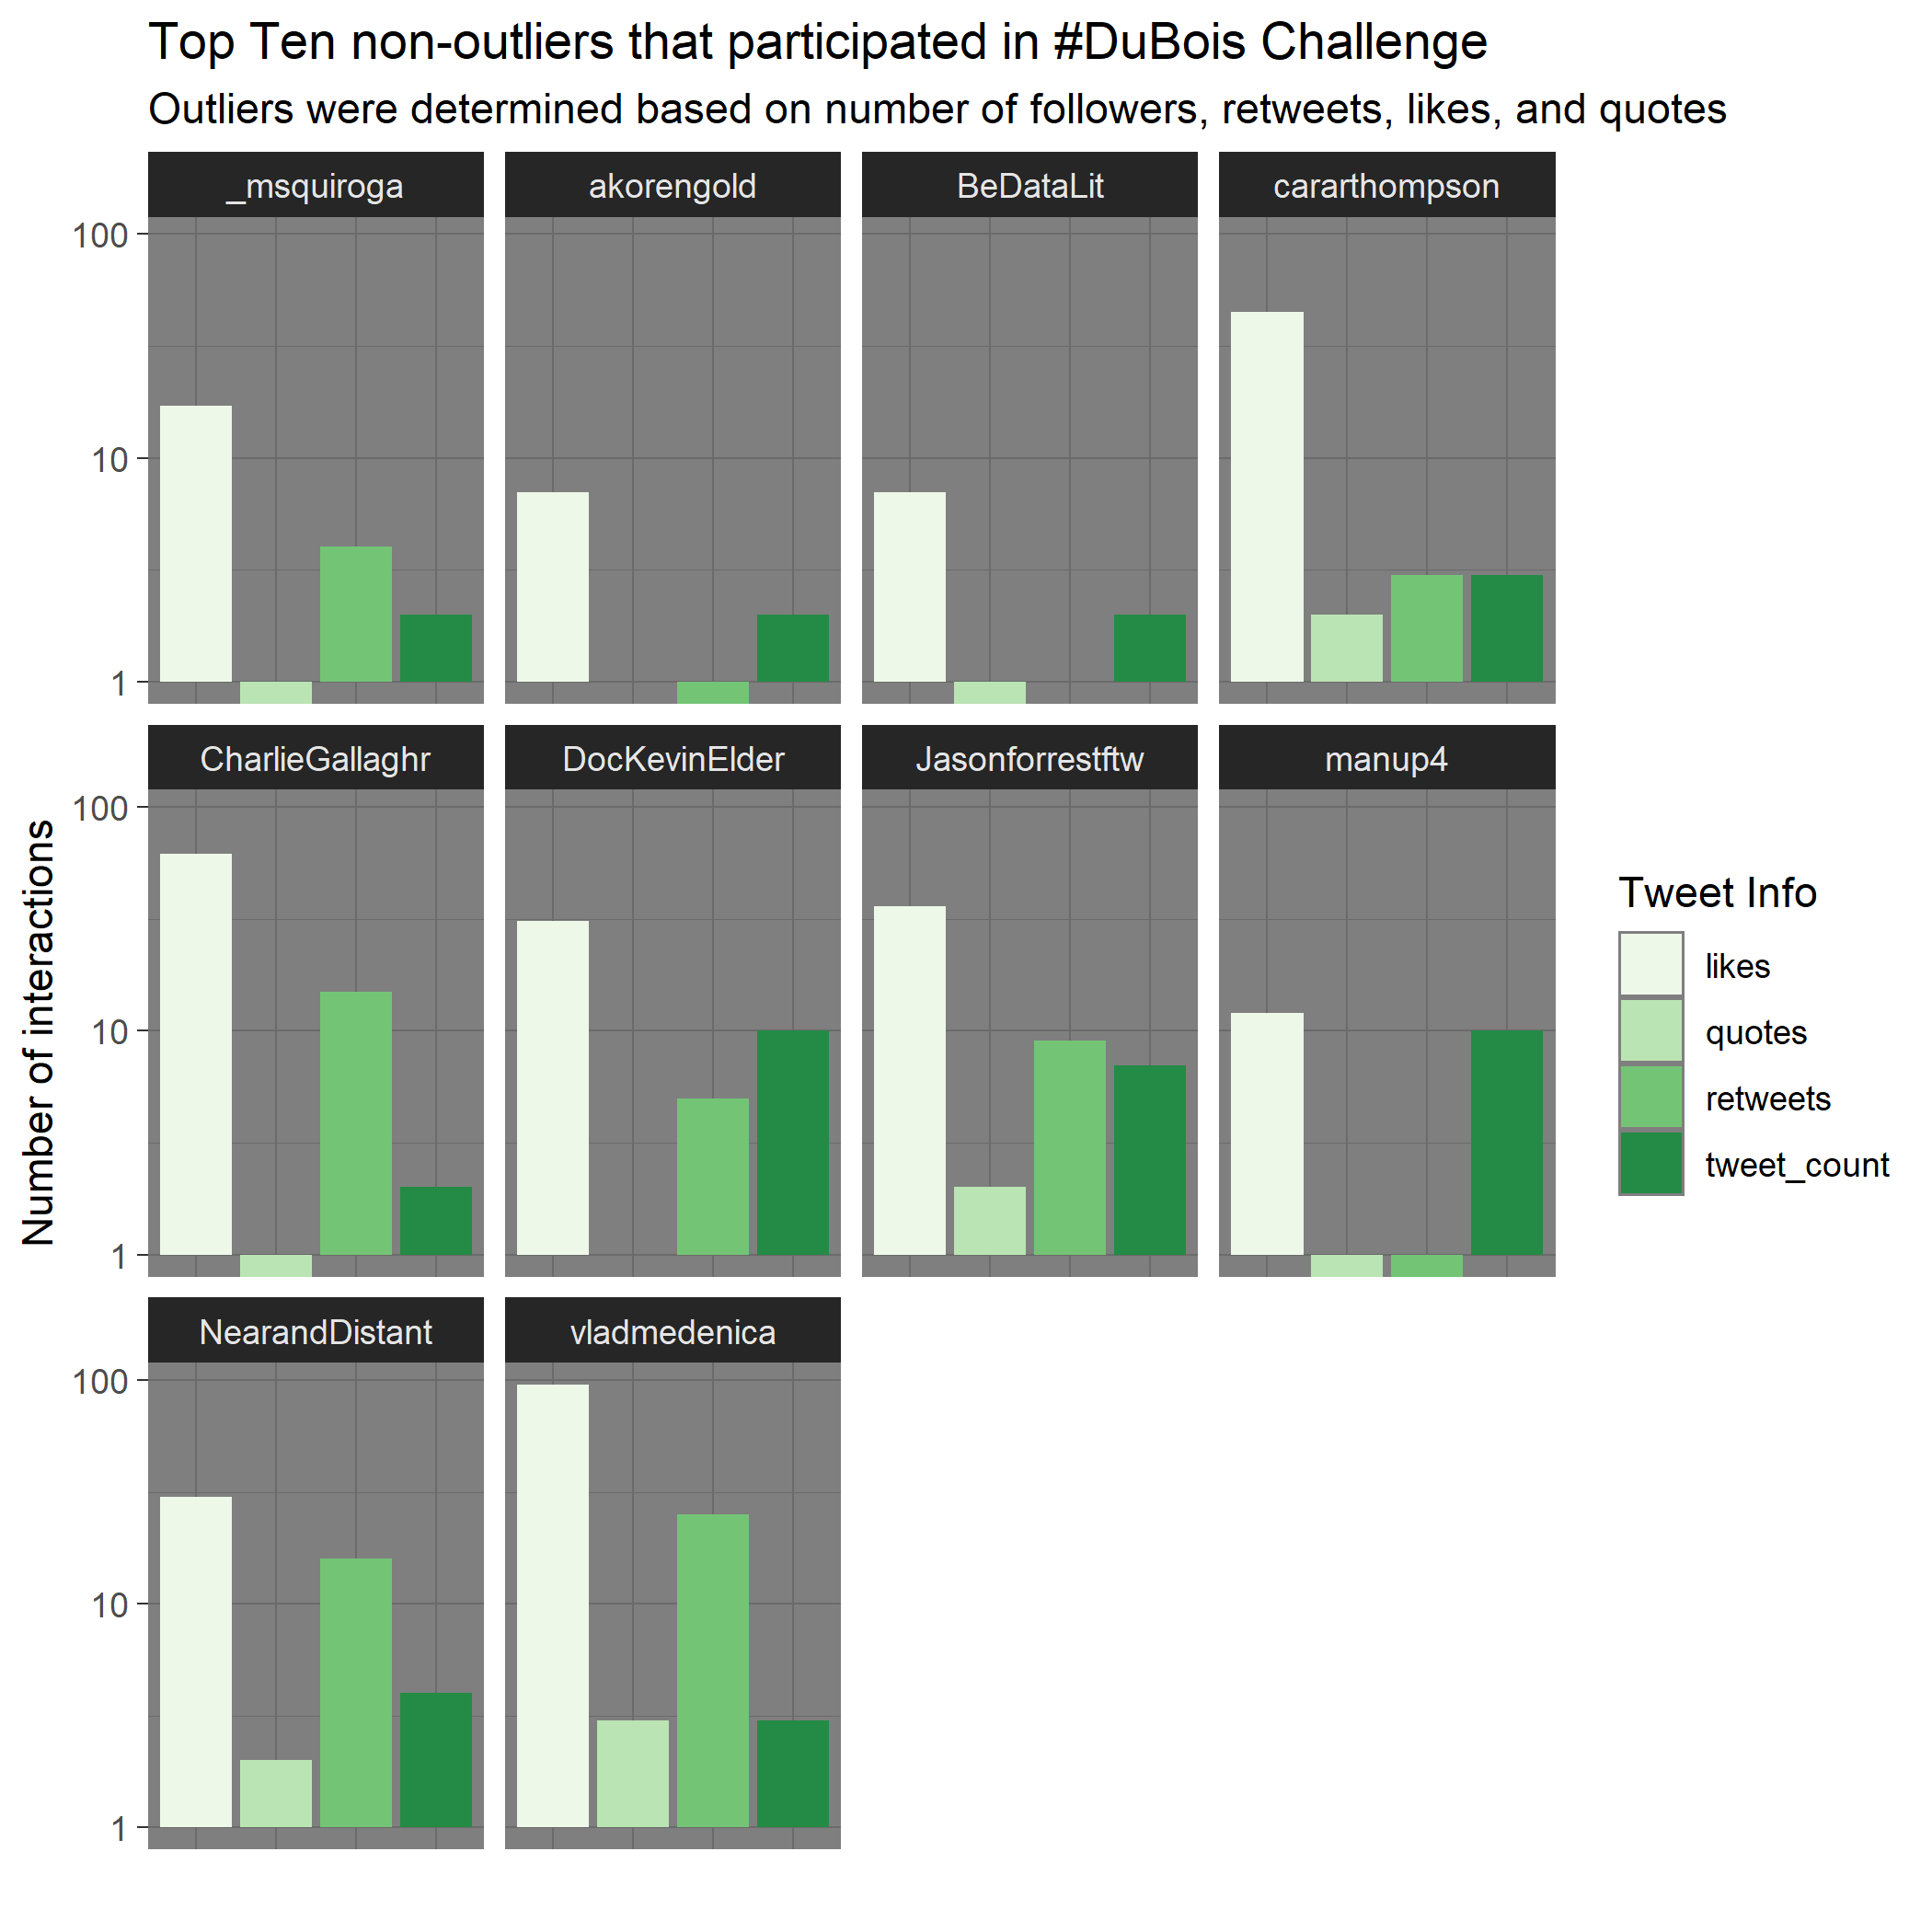 Top Ten non-outliers that participated in #DuBois Challenge
Outliers were determined based on number of followers, retweets, likes, and quotes
_msquiroga
akorengold
BeDataLit
cararthompson
100
10
1
CharlieGallaghr
DocKevinElder
Jasonforrestftw
manup4
100
10
1
NearandDistant
vladmedenica
100
10
1
Number of interactions
Tweet Info
likes
quotes
retweets
tweet_count